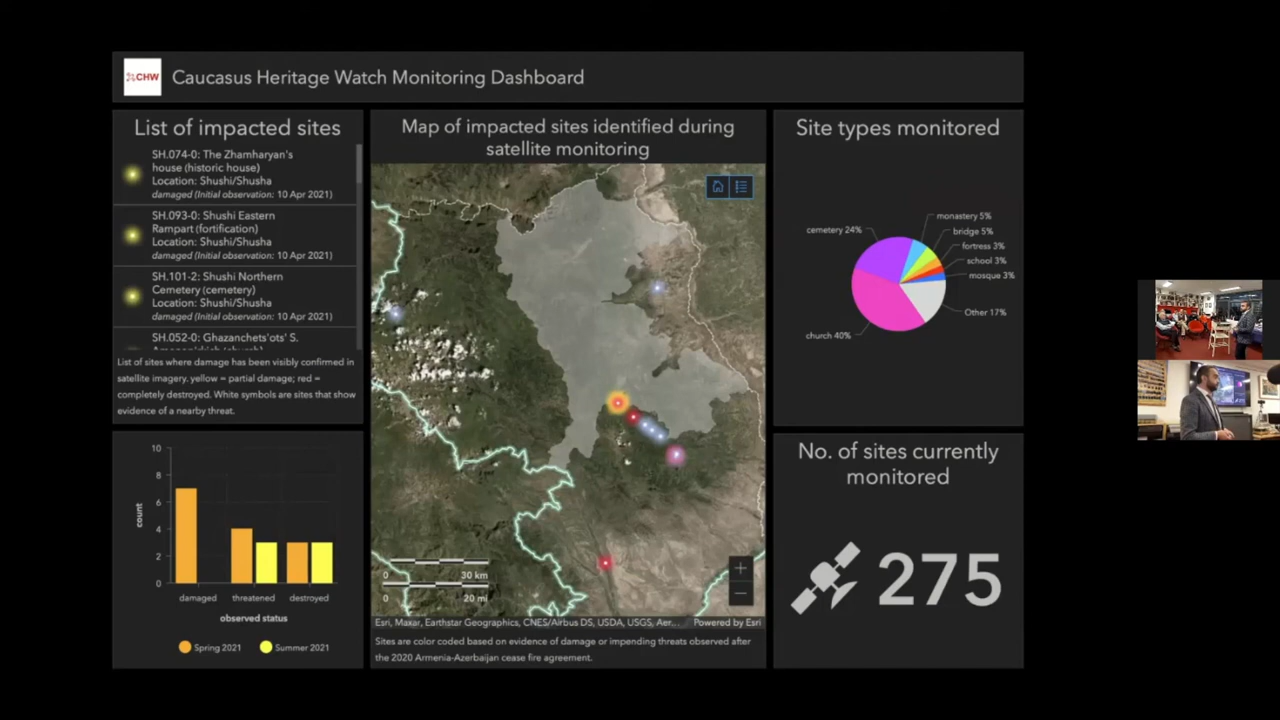 CHW
Caucasus Heritage Watch Monitoring Dashboard
List of impacted sites
SH.074-0: The Zhamharyan's
house (historic house)
Location: Shushi/Shusha
damaged (Initial observation: 10 Apr 2021)
SH.093-0: Shushi Eastern
Rampart (fortification)
Location: Shushi/Shusha
damaged (Initial observation: 10 Apr 2021)
SH.101-2: Shushi Northern
Cemetery (cemetery)
Location: Shushi/Shusha
damaged (Initial observation: 10 Apr 2021)
SH.052-0: Ghazanchets'ots' S.
List of sites where damage has been visibly confirmed in
satellite imagery. yellow = partial damage; red =
completely destroyed. White symbols are sites that show
evidence of a nearby threat.
10
8
6
4
2
0
count
damaged threatened destroyed
observed status
Spring 2021 Summer 2021
Map of impacted sites identified during
satellite monitoring
0 30 km
0 20 mi
+
−
Esri, Maxar, Earthstar Geographics, CNES/Airbus DS, USDA, USGS, Aer... Powered by Esri
Sites are color coded based on evidence of damage or impending threats observed after
the 2020 Armenia-Azerbaijan cease fire agreement.
Site types monitored
monastery 5%
cemetery 24%
bridge 5%
fortress 3%
school 3%
mosque 3%
Other 17%
church 40%
No. of sites currently
monitored
275